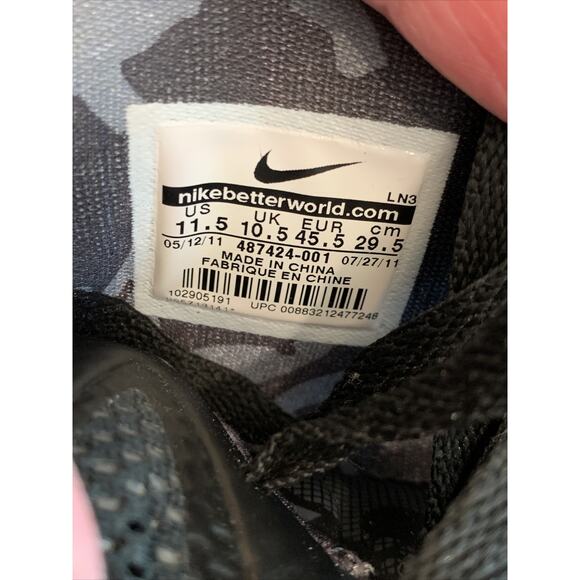 LN3
nikebetterworld.com
US UK EUR cm
11.5 10.5 45.5 29.5
05/12/11 487424-001 07/27/11
MADE IN CHINA
FABRIQUE EN CHINE
102905191 UPC 00883212477248